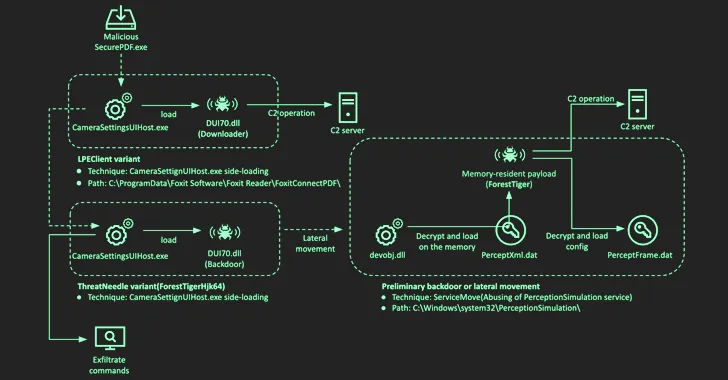 Malicious
SecurePDF.exe
CameraSettingsUIHost.exe
load
DUI70.dll
(Downloader)
C2 operation
C2 server
LPEClient variant
• Technique: CameraSettignUIHost.exe side-loading
• Path: C:\ProgramData\Foxit Software\Foxit Reader\FoxitConnectPDF\
CameraSettingsUIHost.exe
load
DUI70.dll
(Backdoor)
ThreatNeedle variant(ForestTigerHjk64)
• Technique: CameraSettignUIHost.exe side-loading
Exfiltrate
commands
Lateral
movement
C2 operation
C2 server
Memory-resident payload
(ForestTiger)
devobj.dll
Decrypt and load
on the memory
PerceptXml.dat
Decrypt and load
config
PerceptFrame.dat
Preliminary backdoor or lateral movement
• Technique: ServiceMove(Abusing of PerceptionSimulation service)
• Path: C:\Windows\system32\PerceptionSimulation\